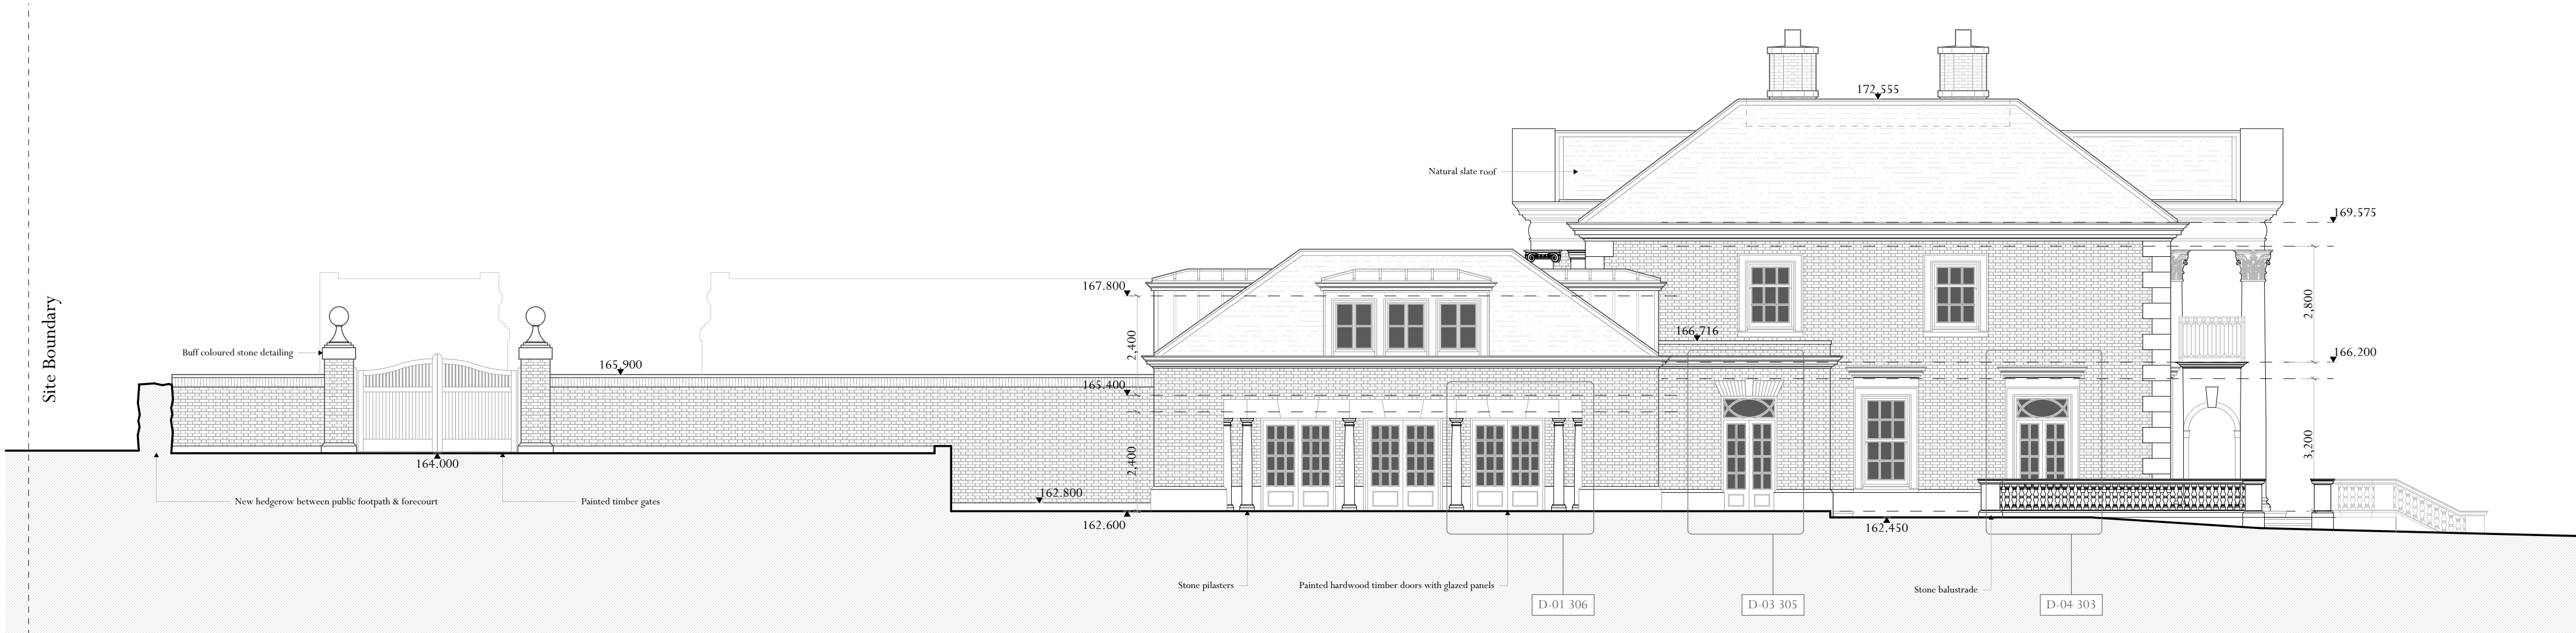 Site Boundary
172.555
Natural slate roof
169.575
167.800
2,400
2,800
166.716
166.200
Buff coloured stone detailing
165.900
165.400
2,400
3,200
164.000
162.800
New hedgerow between public footpath & forecourt
Painted timber gates
162.600
162.450
Stone pilasters
Painted hardwood timber doors with glazed panels
Stone balustrade
D-01 306
D-03 305
D-04 303